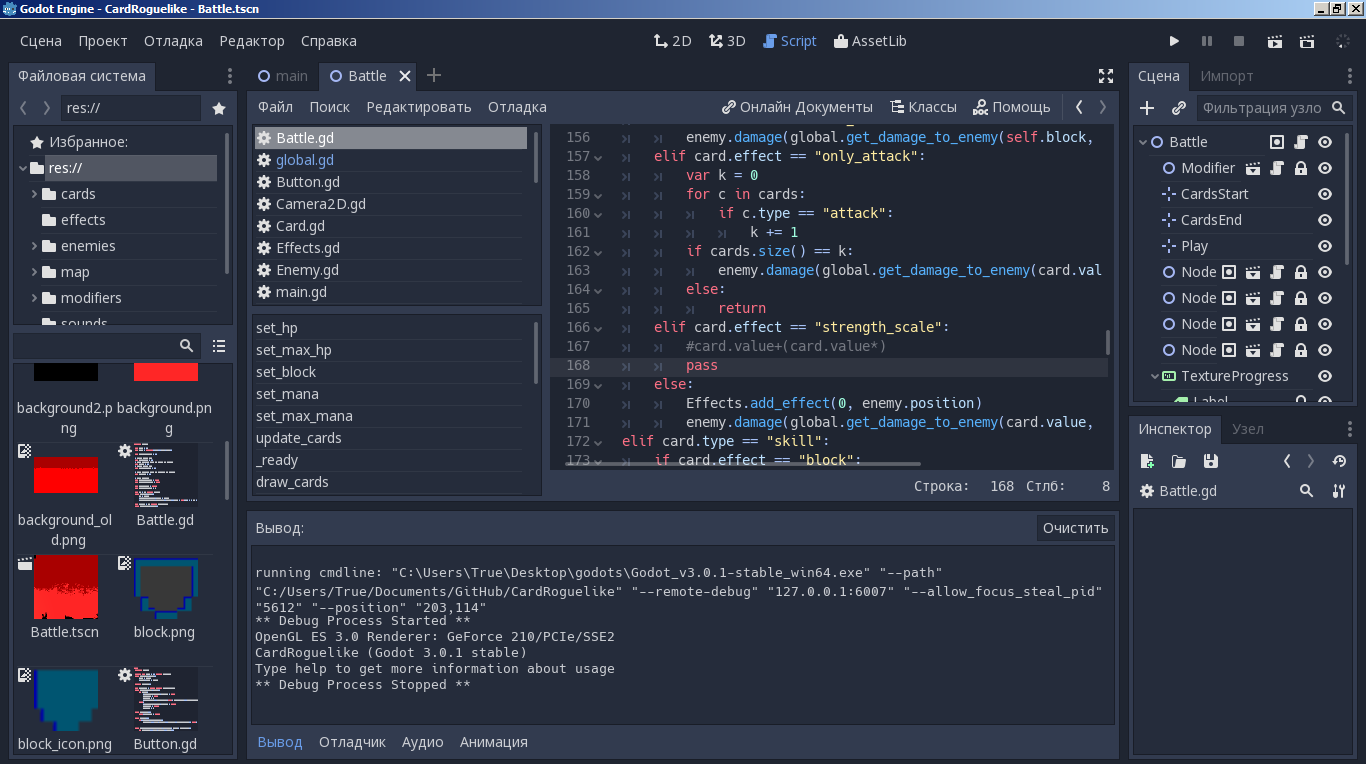 Godot Engine - CardRoguelike - Battle.tscn
Сцена Проект Отладка Редактор Справка
2D 3D Script AssetLib
Файловая система
res://
Избранное:
res://
cards
effects
enemies
map
modifiers
sounds
background2.png
background.png
background_old.png
Battle.gd
Battle.tscn
block.png
block_icon.png
Button.gd
main Battle
Файл Поиск Редактировать Отладка
Онлайн Документы Классы Помощь
Battle.gd
global.gd
Button.gd
Camera2D.gd
Card.gd
Effects.gd
Enemy.gd
main.gd
set_hp
set_max_hp
set_block
set_mana
set_max_mana
update_cards
_ready
draw_cards
156 enemy.damage(global.get_damage_to_enemy(self.block,
157 elif card.effect == "only_attack":
158 var k = 0
159 for c in cards:
160 if c.type == "attack":
161 k += 1
162 if cards.size() == k:
163 enemy.damage(global.get_damage_to_enemy(card.val
164 else:
165 return
166 elif card.effect == "strength_scale":
167 #card.value+(card.value*)
168 pass
169 else:
170 Effects.add_effect(0, enemy.position)
171 enemy.damage(global.get_damage_to_enemy(card.value,
172 elif card.type == "skill":
173 if card.effect == "block":
Строка: 168 Стлб: 8
Вывод:
Очистить
running cmdline: "C:\Users\True\Desktop\godots\Godot_v3.0.1-stable_win64.exe" "--path"
"C:/Users/True/Documents/GitHub/CardRoguelike" "--remote-debug" "127.0.0.1:6007" "--allow_focus_steal_pid"
"5612" "--position" "203,114"
** Debug Process Started **
OpenGL ES 3.0 Renderer: GeForce 210/PCIe/SSE2
CardRoguelike (Godot 3.0.1 stable)
Type help to get more information about usage
** Debug Process Stopped **
Вывод Отладчик Аудио Анимация
Сцена Импорт
Фильтрация узло
Battle
Modifier
CardsStart
CardsEnd
Play
Node
Node
Node
Node
TextureProgress
Label
Инспектор Узел
Battle.gd